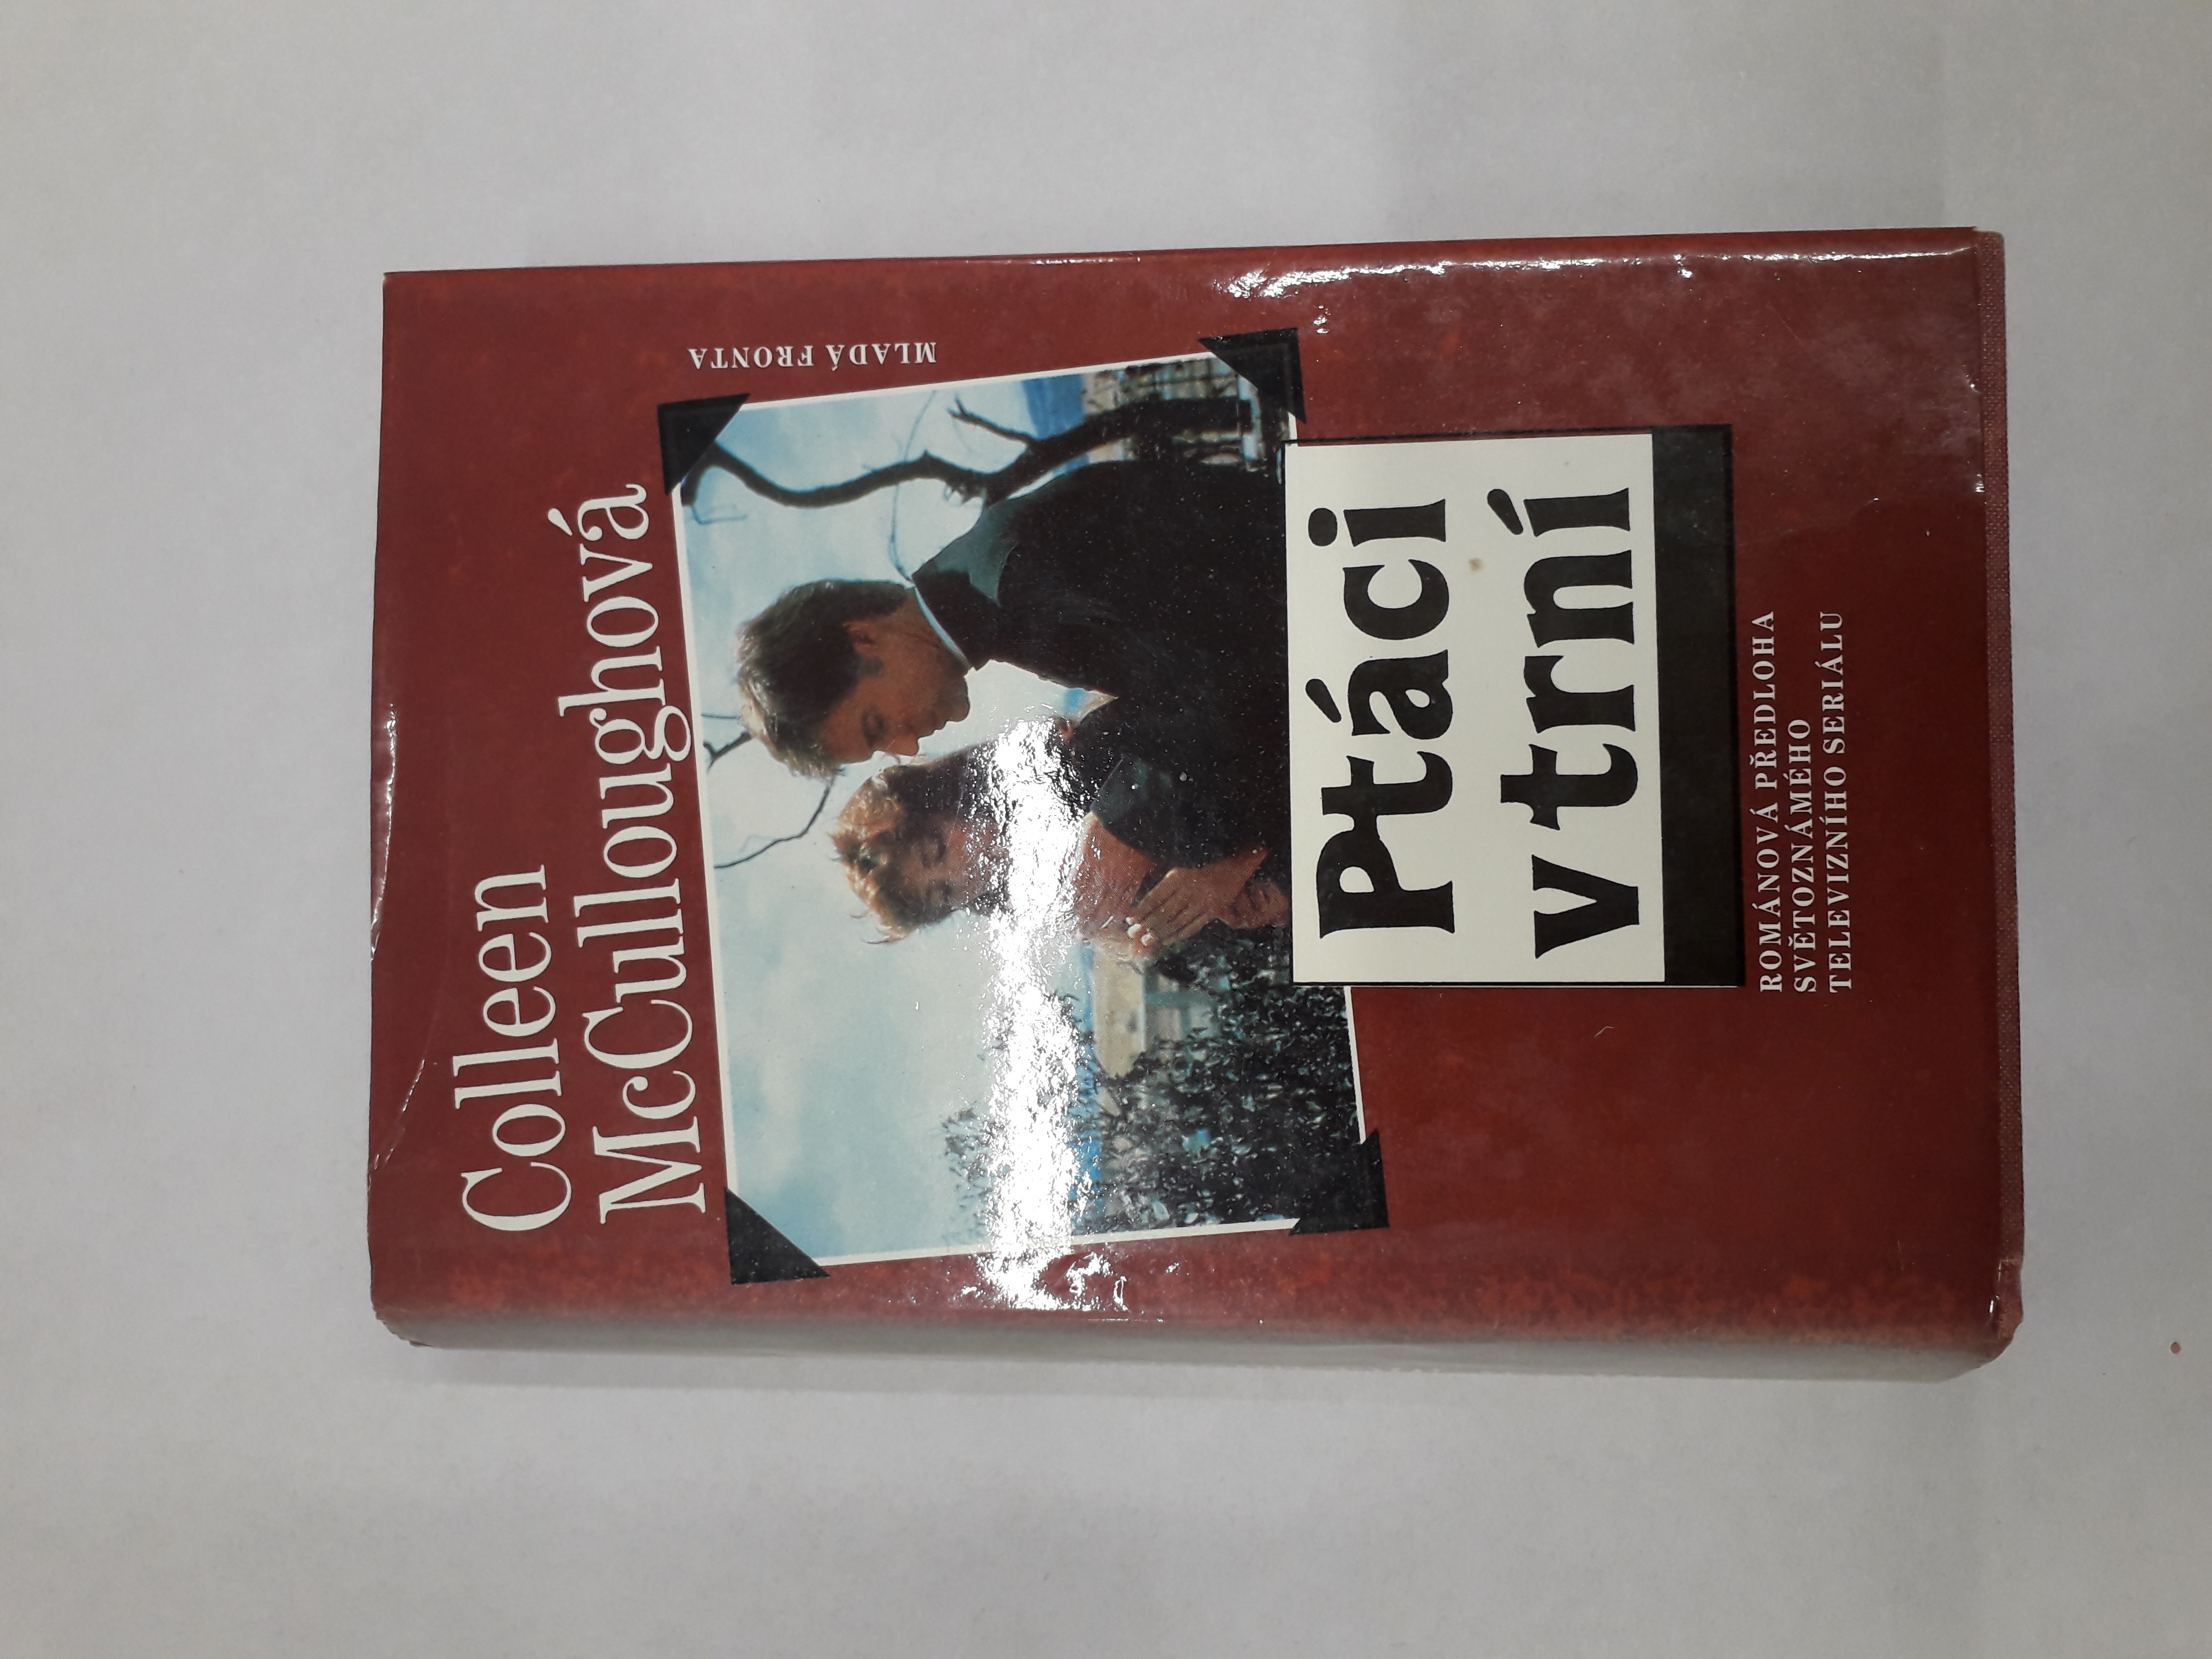 Colleen
McCulloughová
MLADÁ FRONTA
Ptáci
v trní
ROMÁNOVÁ PŘEDLOHA
SVĚTOZNÁMÉHO
TELEVIZNÍHO SERIÁLU